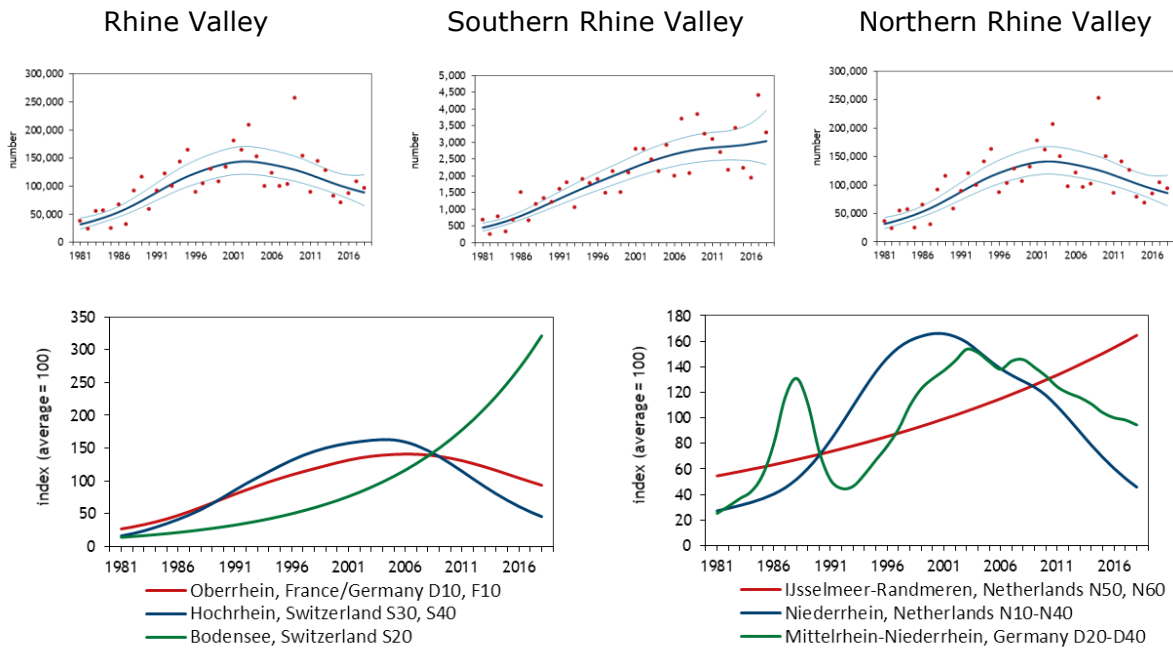 Rhine Valley
Southern Rhine Valley
Northern Rhine Valley
number
300,000
250,000
200,000
150,000
100,000
50,000
0
1981 1986 1991 1996 2001 2006 2011 2016
number
5,000
4,500
4,000
3,500
3,000
2,500
2,000
1,500
1,000
500
0
1981 1986 1991 1996 2001 2006 2011 2016
number
300,000
250,000
200,000
150,000
100,000
50,000
0
1981 1986 1991 1996 2001 2006 2011 2016
index (average = 100)
350
300
250
200
150
100
50
0
1981 1986 1991 1996 2001 2006 2011 2016
Oberrhein, France/Germany D10, F10
Hochrhein, Switzerland S30, S40
Bodensee, Switzerland S20
index (average = 100)
180
160
140
120
100
80
60
40
20
0
1981 1986 1991 1996 2001 2006 2011 2016
IJsselmeer-Randmeren, Netherlands N50, N60
Niederrhein, Netherlands N10-N40
Mittelrhein-Niederrhein, Germany D20-D40